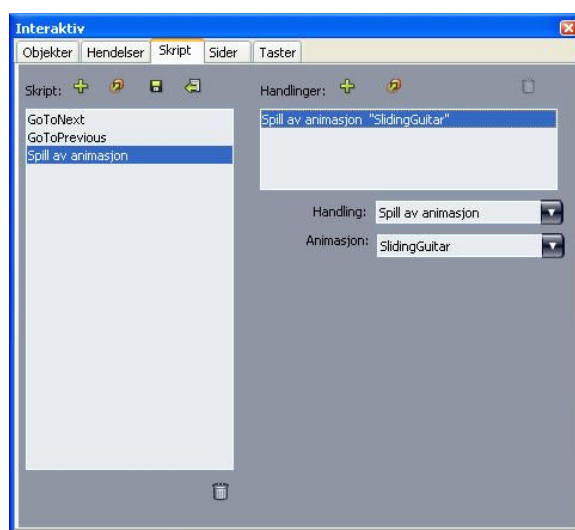 Interaktiv
Objekter Hendelser Skript Sider Taster
Skript: Handlinger:
GoToNext
GoToPrevious
Spill av animasjon
Spill av animasjon "SlidingGuitar"
Handling: Spill av animasjon
Animasjon: SlidingGuitar